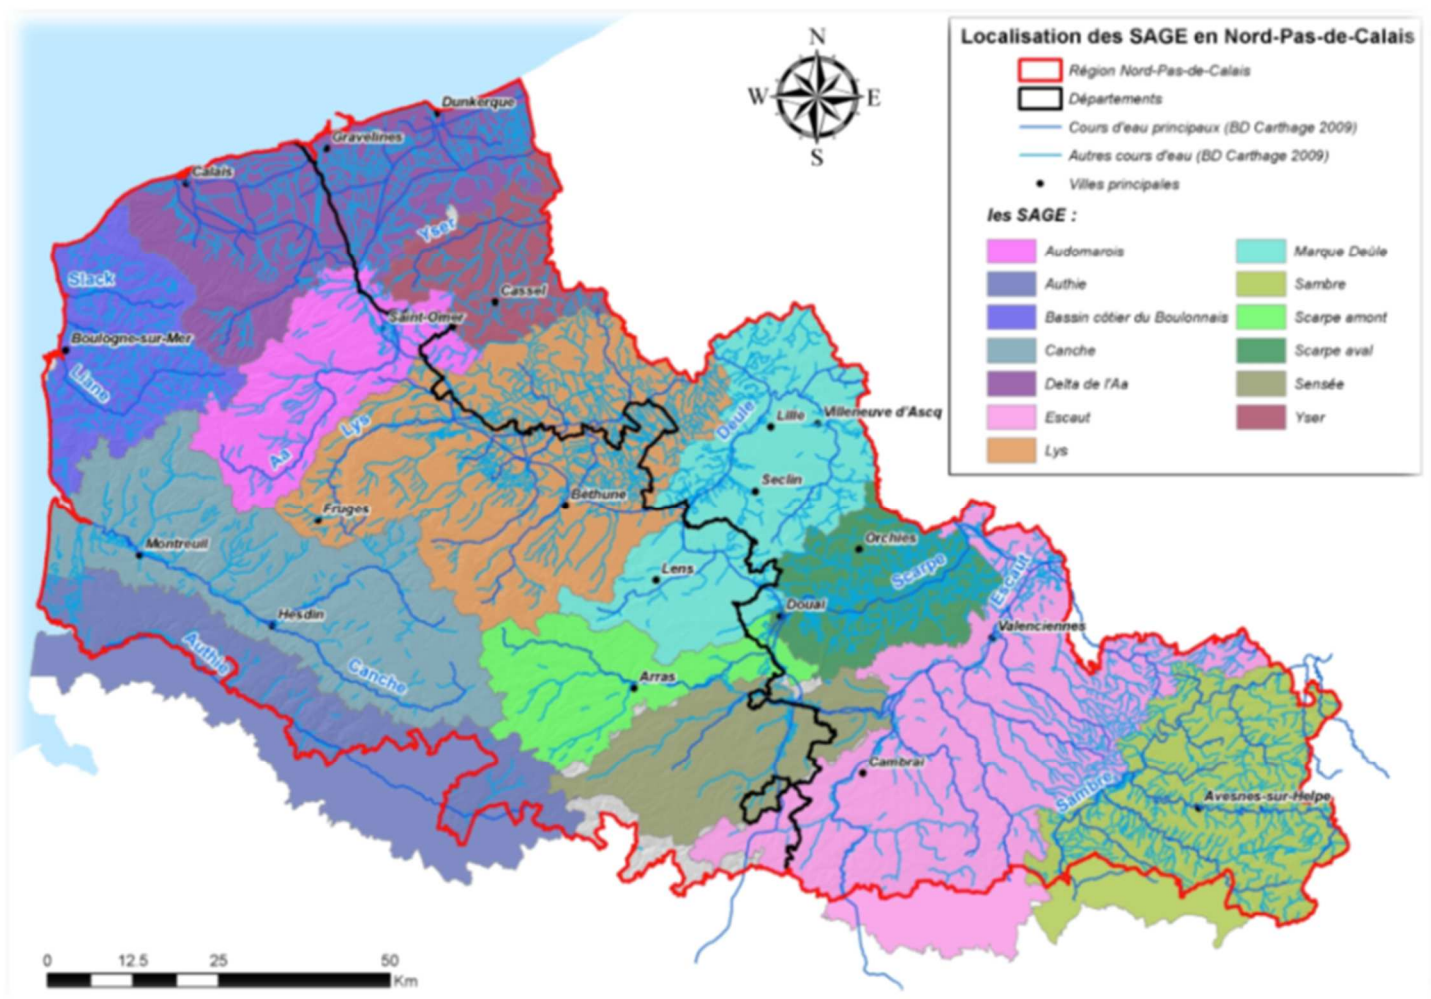 Localisation des SAGE en Nord-Pas-de-Calais
Région Nord-Pas-de-Calais
Départements
Cours d'eau principaux (BD Carthage 2009)
Autres cours d'eau (BD Carthage 2009)
Villes principales
les SAGE :
Audomarois
Authie
Bassin côtier du Boulonnais
Canche
Delta de l'Aa
Escaut
Lys
Marque Deûle
Sambre
Scarpe amont
Scarpe aval
Sensée
Yser
N
W E
S
Dunkerque
Gravelines
Calais
Yser
Slack
Cassel
Saint-Omer
Boulogne-sur-Mer
Liane
Lys
Aa
Deule
Lille
Villeneuve d'Ascq
Seclin
Béthune
Fruges
Montreuil
Orchies
Scarpe
Escaut
Lens
Douai
Hesdin
Valenciennes
Authie
Canche
Arras
Cambrai
Sambre
Avesnes-sur-Helpe
0 12.5 25 50
Km